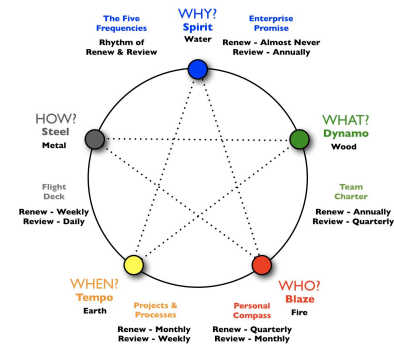 The Five
Frequencies
Rhythm of
Renew & Review
WHY?
Spirit
Water
Enterprise
Promise
Renew - Almost Never
Review - Annually
HOW?
Steel
Metal
WHAT?
Dynamo
Wood
Flight
Deck
Renew - Weekly
Review - Daily
Team
Charter
Renew - Annually
Review - Quarterly
WHEN?
Tempo
Earth
Projects &
Processes
Renew - Monthly
Review - Weekly
Personal
Compass
Renew - Quarterly
Review - Monthly
WHO?
Blaze
Fire